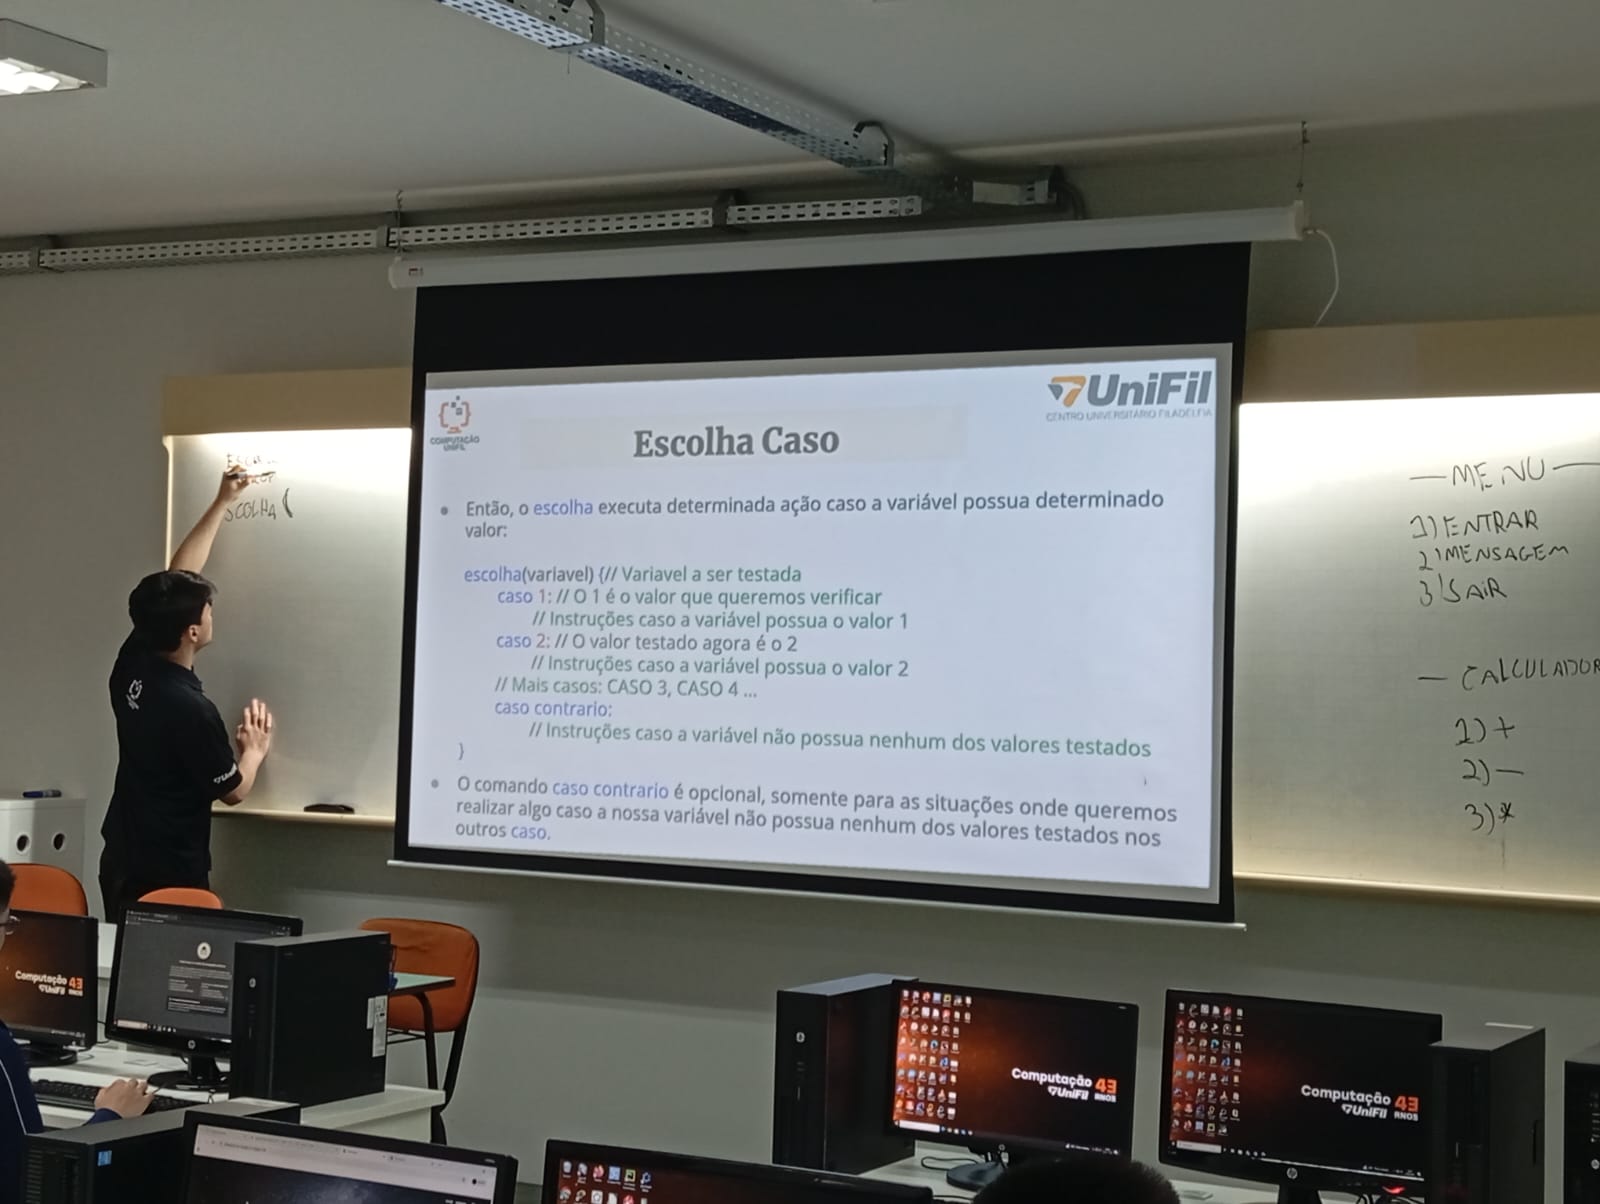 COMPUTAÇÃO
UNIFIL
UniFil
CENTRO UNIVERSITÁRIO FILADÉLFIA
Escolha Caso
Então, o escolha executa determinada ação caso a variável possua determinado
valor:
escolha(variavel) {// Variavel a ser testada
caso 1: // O 1 é o valor que queremos verificar
// Instruções caso a variável possua o valor 1
caso 2: // O valor testado agora é o 2
// Instruções caso a variável possua o valor 2
// Mais casos: CASO 3, CASO 4 ...
caso contrario:
// Instruções caso a variável não possua nenhum dos valores testados
}
O comando caso contrario é opcional, somente para as situações onde queremos
realizar algo caso a nossa variável não possua nenhum dos valores testados nos
outros caso.
SCOLHA (
— MENU —
1) ENTRAR
2) MENSAGEM
3) SAIR
— CALCULADOR
1) +
2) —
3) *
UniFil
Computação 43
UniFil ANOS
Computação 43
UniFil ANOS
Computação 43
UniFil ANOS